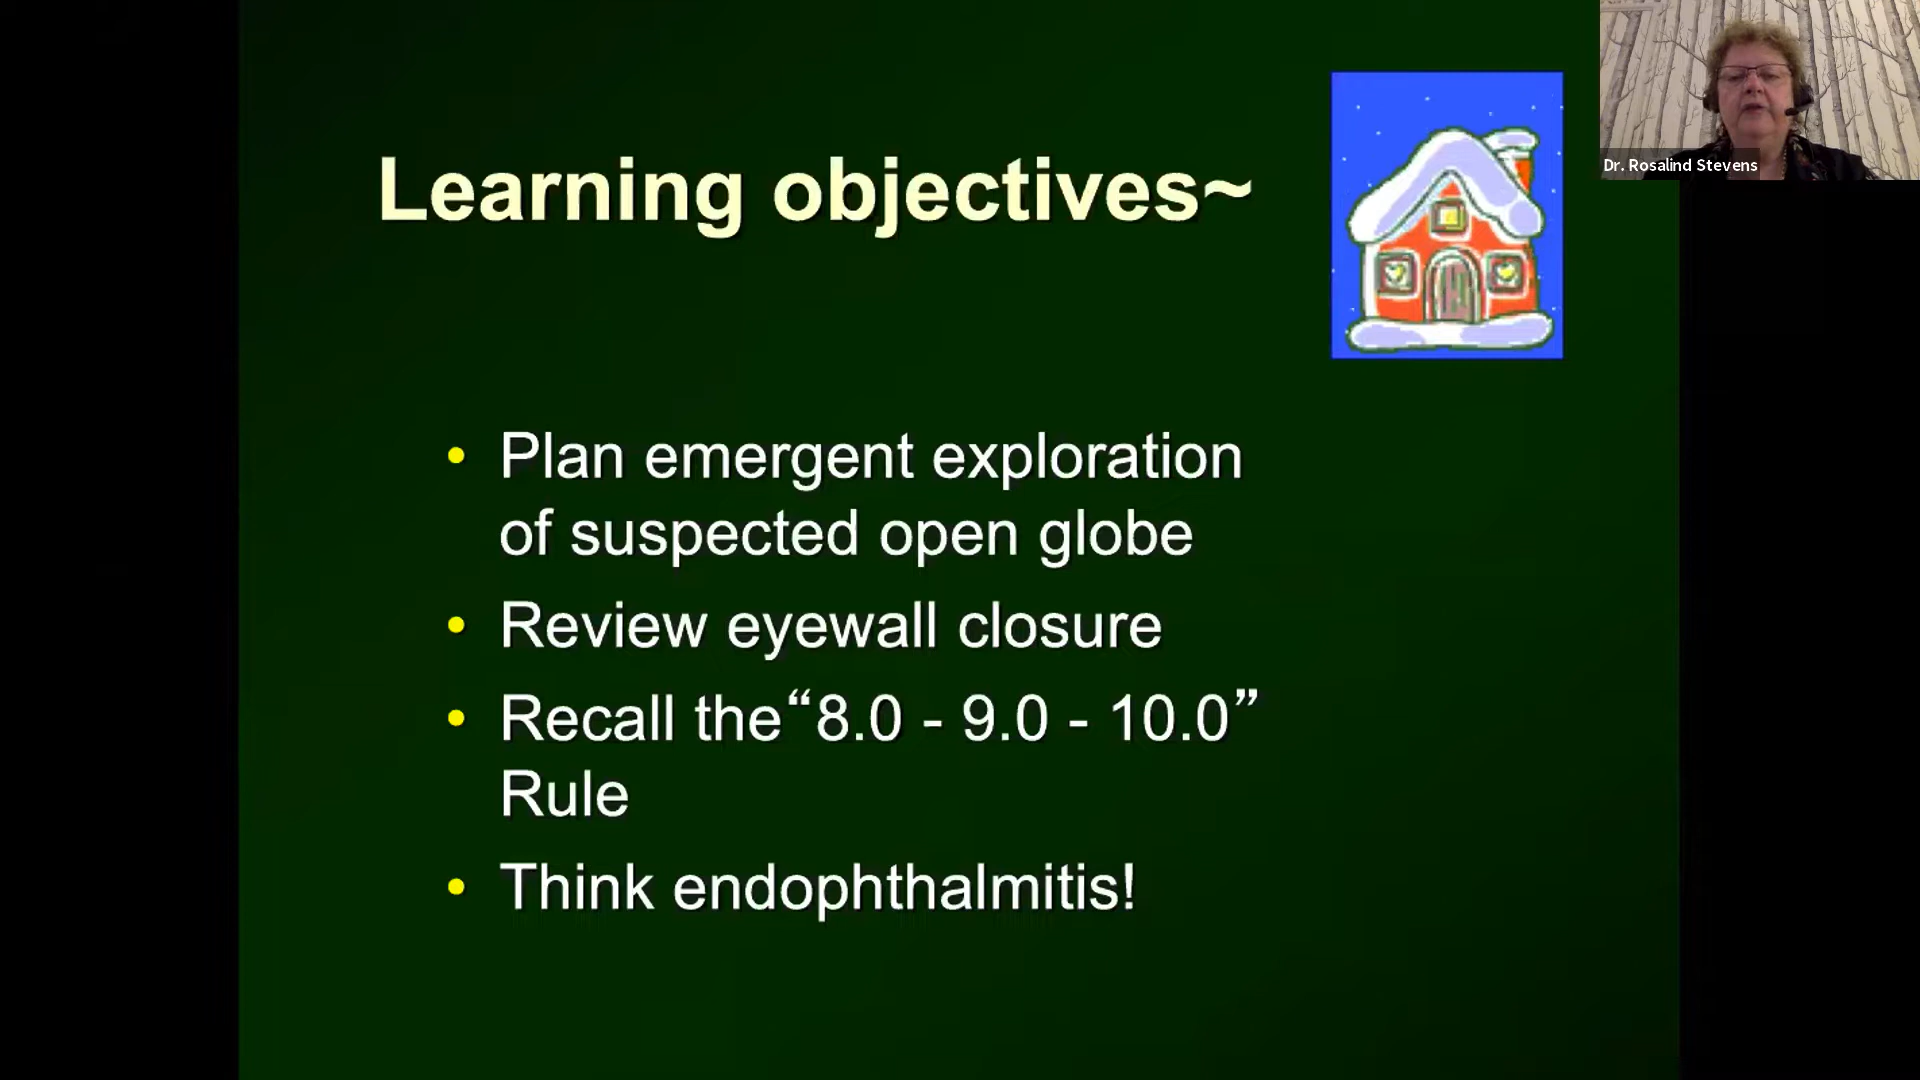 Learning objectives~
Dr. Rosalind Stevens
• Plan emergent exploration
of suspected open globe
• Review eyewall closure
• Recall the “8.0 - 9.0 - 10.0”
Rule
• Think endophthalmitis!